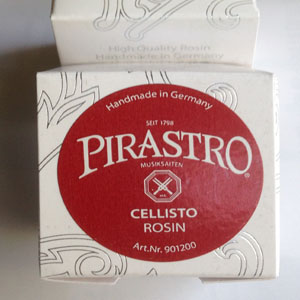 High Quality Rosin
Handmade in Germany
Handmade in Germany
SEIT 1798
PIRASTRO®
MUSIKSAITEN
CELLISTO
ROSIN
Art.Nr. 901200